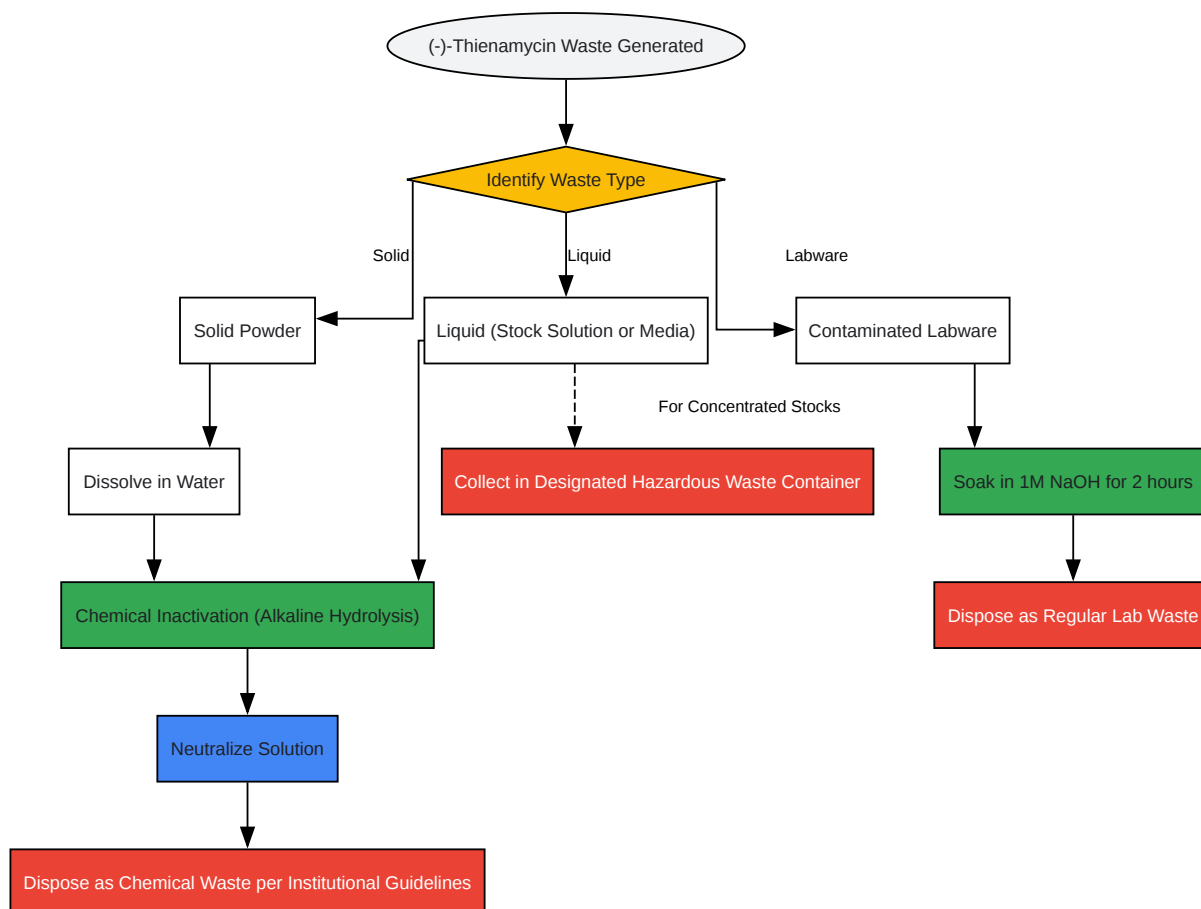 (-)-Thienamycin Waste Generated
Identify Waste Type
Solid
Liquid
Labware
Solid Powder
Liquid (Stock Solution or Media)
Contaminated Labware
For Concentrated Stocks
Dissolve in Water
Collect in Designated Hazardous Waste Container
Soak in 1M NaOH for 2 hours
Chemical Inactivation (Alkaline Hydrolysis)
Dispose as Regular Lab Waste
Neutralize Solution
Dispose as Chemical Waste per Institutional Guidelines